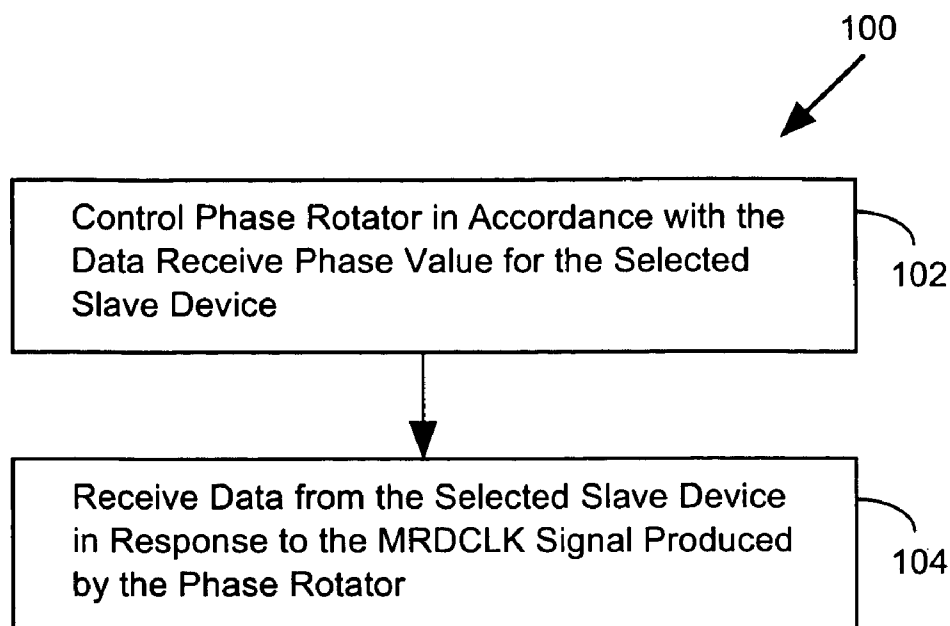 100
Control Phase Rotator in Accordance with the
Data Receive Phase Value for the Selected
Slave Device
102
Receive Data from the Selected Slave Device
in Response to the MRDCLK Signal Produced
by the Phase Rotator
104